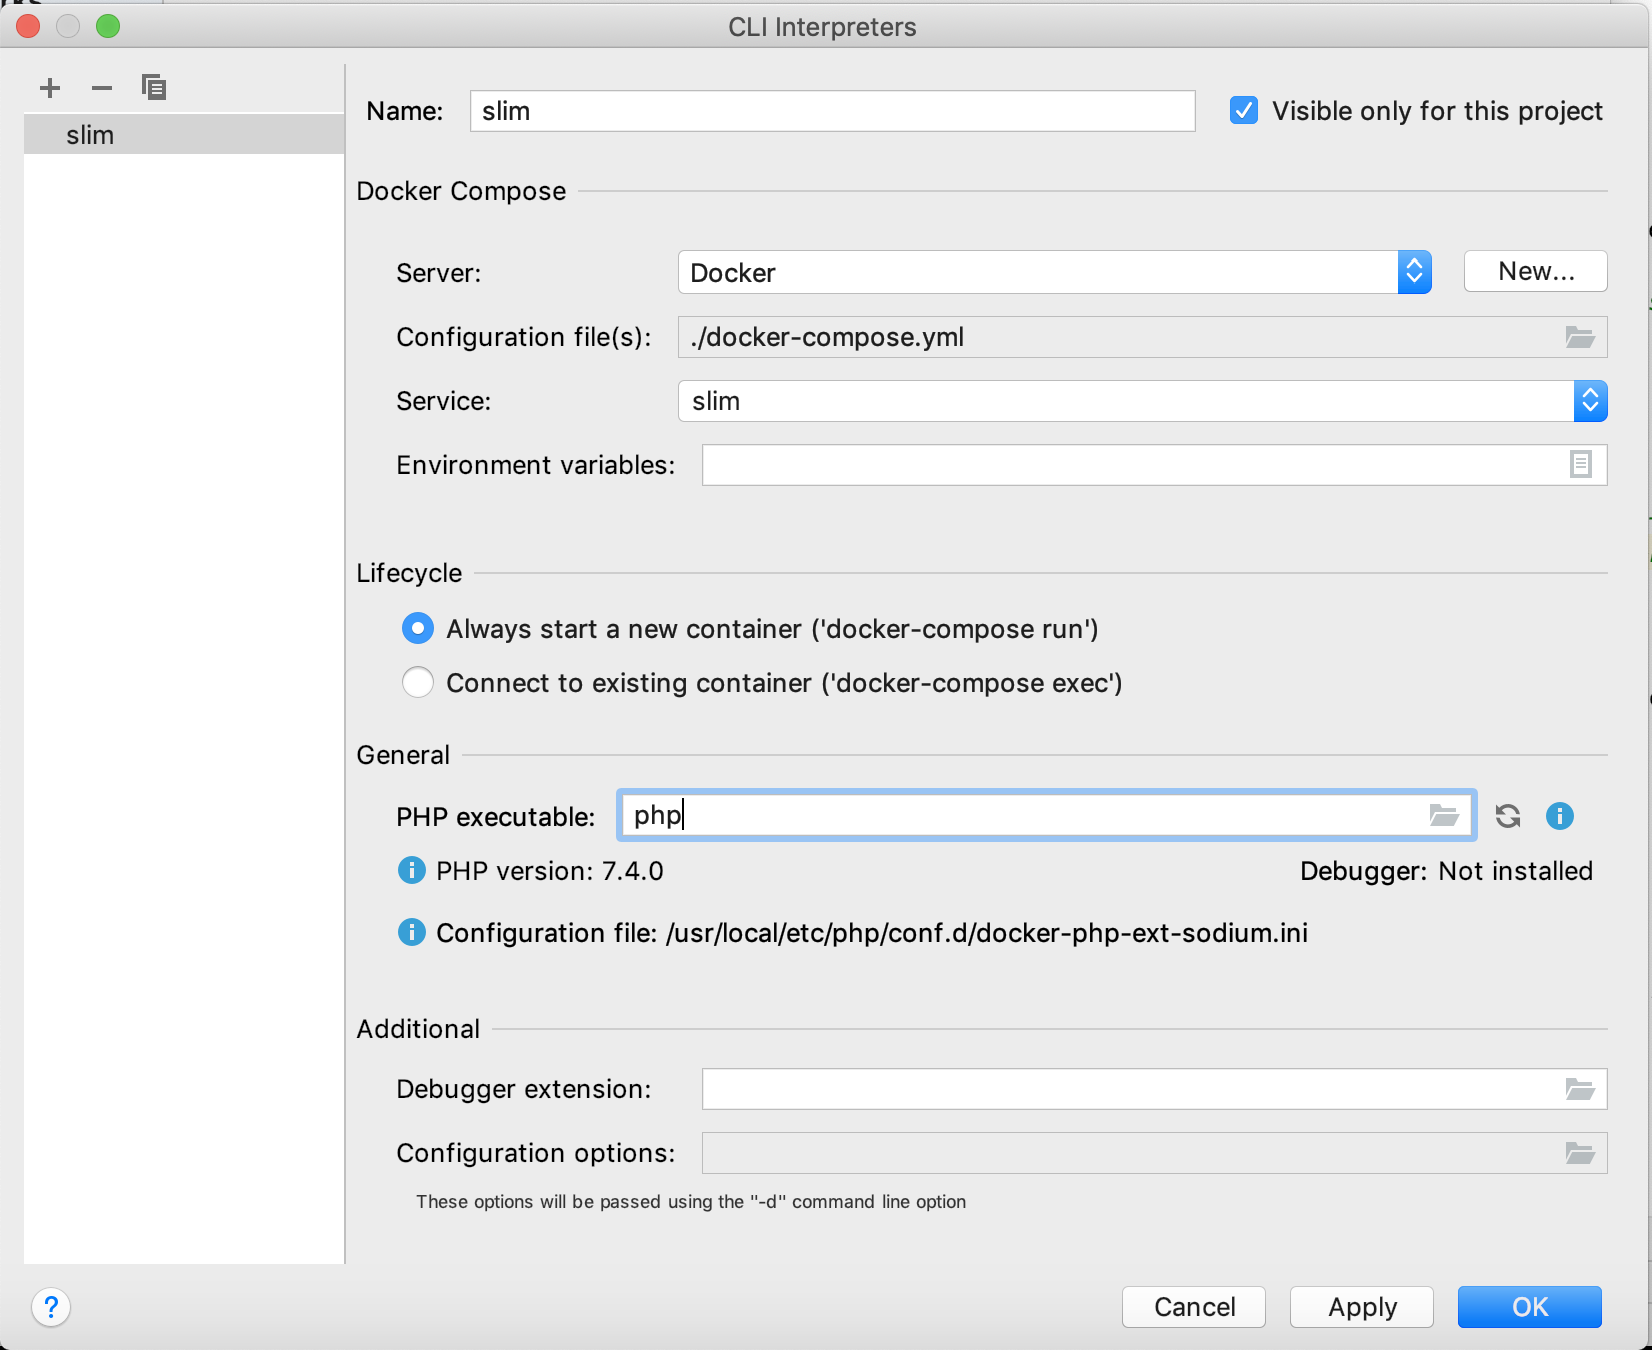 CLI Interpreters
slim
Name: slim Visible only for this project
Docker Compose
Server: Docker New...
Configuration file(s): ./docker-compose.yml
Service: slim
Environment variables:
Lifecycle
Always start a new container ('docker-compose run')
Connect to existing container ('docker-compose exec')
General
PHP executable: php
PHP version: 7.4.0 Debugger: Not installed
Configuration file: /usr/local/etc/php/conf.d/docker-php-ext-sodium.ini
Additional
Debugger extension:
Configuration options:
These options will be passed using the "-d" command line option
? Cancel Apply OK